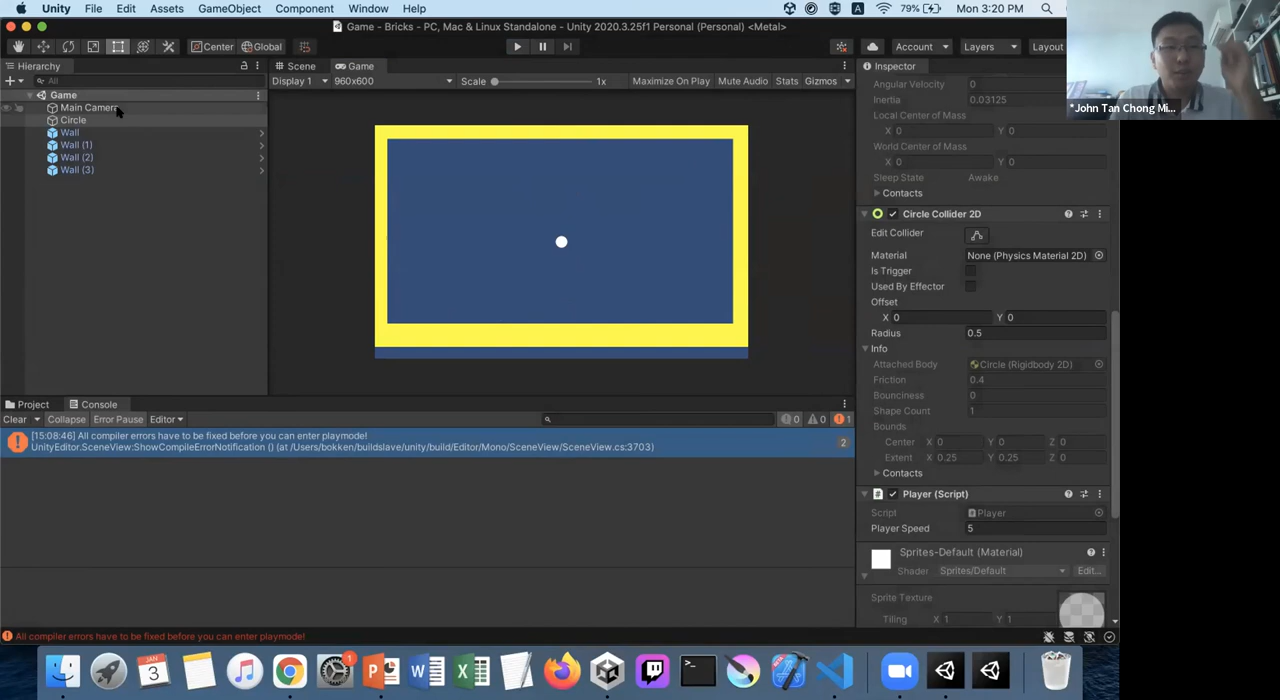 Unity File Edit Assets GameObject Component Window Help
79% Mon 3:20 PM
Game - Bricks - PC, Mac & Linux Standalone - Unity 2020.3.25f1 Personal (Personal) <Metal>
Center Global Account Layers Layout
Hierarchy
All
Game
Main Camera
Circle
Wall
Wall (1)
Wall (2)
Wall (3)
Scene Game
Display 1 960x600 Scale 1x Maximize On Play Mute Audio Stats Gizmos
Project Console
Clear Collapse Error Pause Editor 0 0 1
[15:08:46] All compiler errors have to be fixed before you can enter playmode!
UnityEditor.SceneView:ShowCompileErrorNotification () (at /Users/bokken/buildslave/unity/build/Editor/Mono/SceneView/SceneView.cs:3703)
2
Inspector
Angular Velocity 0
Inertia 0.03125
Local Center of Mass
X 0 Y 0
World Center of Mass
X 0 Y 0
Sleep State Awake
Contacts
Circle Collider 2D
Edit Collider
Material None (Physics Material 2D)
Is Trigger
Used By Effector
Offset
X 0 Y 0
Radius 0.5
Info
Attached Body Circle (Rigidbody 2D)
Friction 0.4
Bounciness 0
Shape Count 1
Bounds
Center X 0 Y 0 Z 0
Extent X 0.25 Y 0.25 Z 0
Contacts
Player (Script)
Script Player
Player Speed 5
Sprites-Default (Material)
Shader Sprites/Default Edit...
Sprite Texture
Tiling X 1 Y 1
*John Tan Chong Mi...
All compiler errors have to be fixed before you can enter playmode!
JAN
3
1